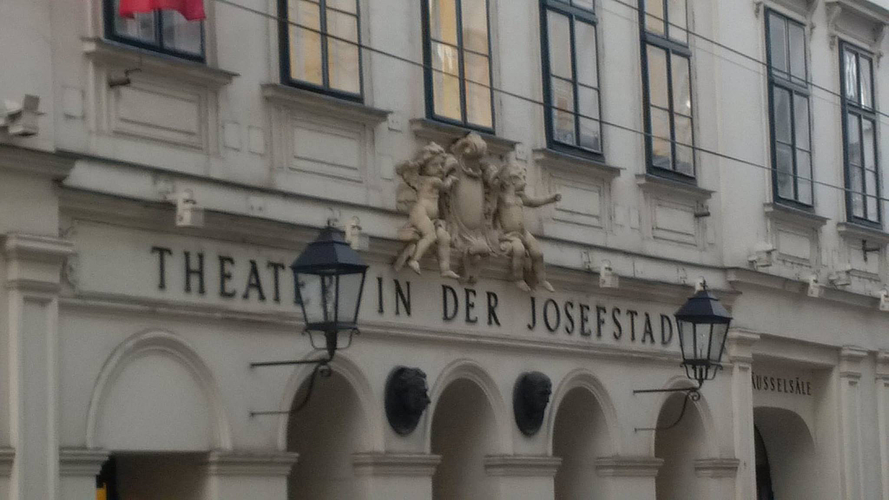 THEATER IN DER JOSEFSTADT